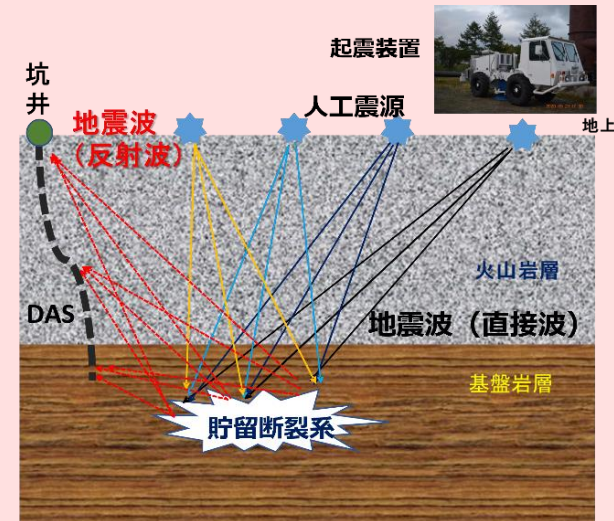 起震装置
坑
井
人工震源
地震波
（反射波）
地上
火山岩層
DAS
地震波（直接波）
基盤岩層
貯留断裂系